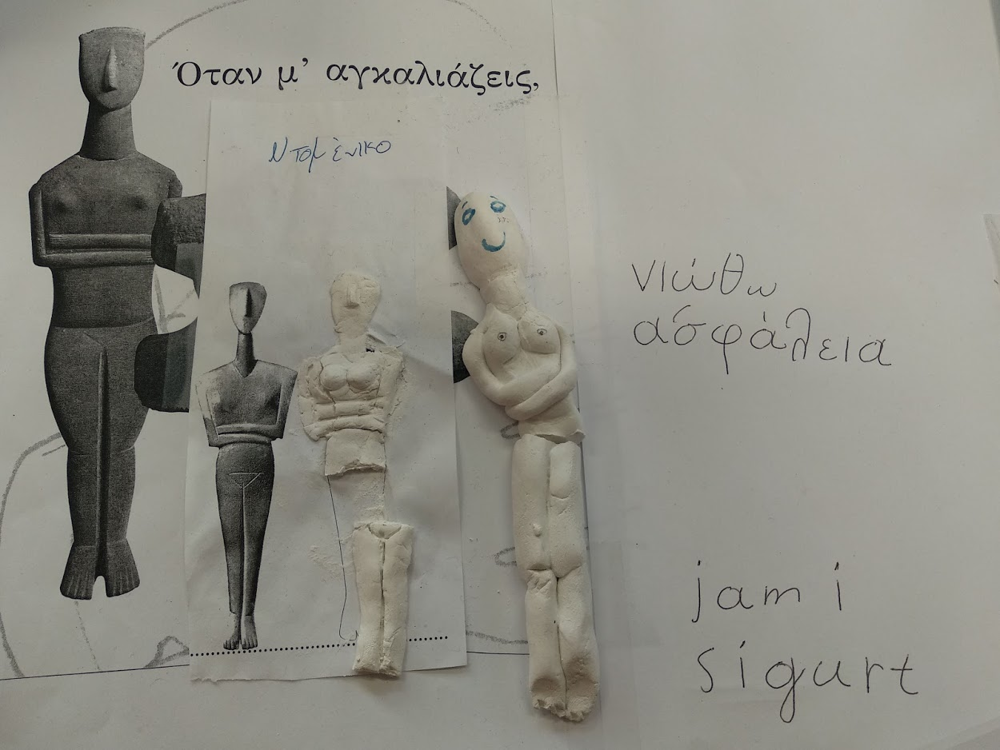 Όταν μ' αγκαλιάζεις,
Ντομένικο
νιώθω
ασφάλεια
jam i
sigurt